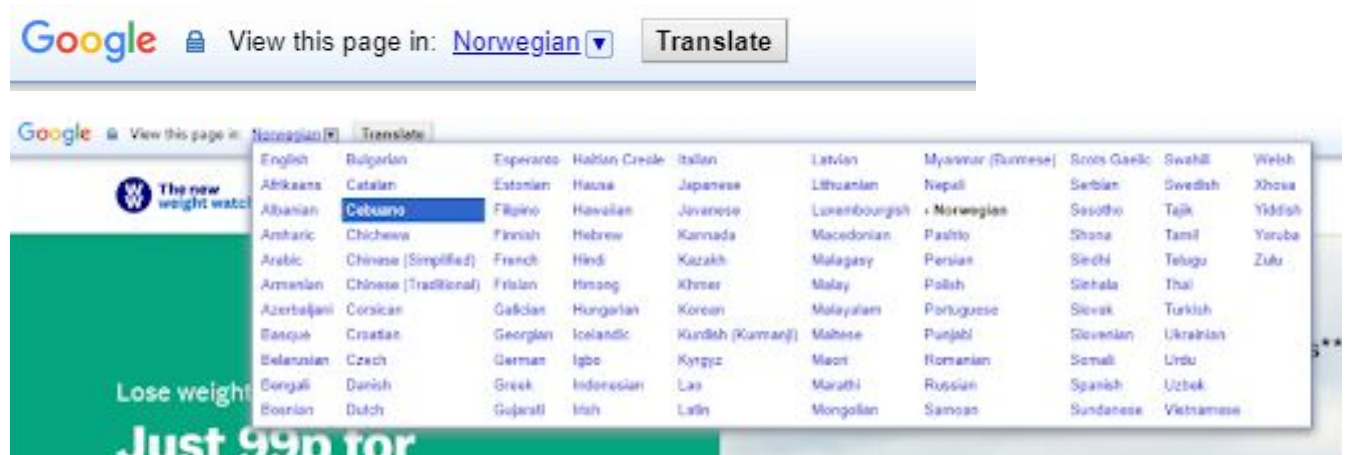 Google View this page in: Norwegian Translate
Google View this page in: Norwegian Translate
English Bulgarian Esperanto Haitian Creole Italian Latvian Myanmar (Burmese) Scots Gaelic Swahili Welsh
Afrikaans Catalan Estonian Hausa Japanese Lithuanian Nepali Serbian Swedish Xhosa
Albanian Cebuano Filipino Hawaiian Javanese Luxembourgish › Norwegian Sesotho Tajik Yiddish
Amharic Chichewa Finnish Hebrew Kannada Macedonian Pashto Shona Tamil Yoruba
Arabic Chinese (Simplified) French Hindi Kazakh Malagasy Persian Sindhi Telugu Zulu
Armenian Chinese (Traditional) Frisian Hmong Khmer Malay Polish Sinhala Thai
Azerbaijani Corsican Galician Hungarian Korean Malayalam Portuguese Slovak Turkish
Basque Croatian Georgian Icelandic Kurdish (Kurmanji) Maltese Punjabi Slovenian Ukrainian
Belarusian Czech German Igbo Kyrgyz Maori Romanian Somali Urdu
Bengali Danish Greek Indonesian Lao Marathi Russian Spanish Uzbek
Bosnian Dutch Gujarati Irish Latin Mongolian Samoan Sundanese Vietnamese
WW The new
weight watc
s**
Lose weight
Just 99p for